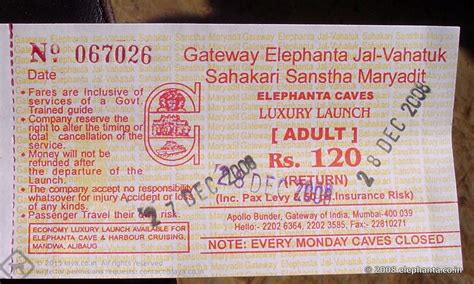 No 067026
Date
• Fares are Inclusive of
services of a Govt.
Trained guide
• Company reserve the
right to alter the timing or
total cancellation of the
service.
• Money will not be
refunded after the
departure of the
Launch.
• The company accept no responsibility
whatsoever for injury Accident or loss
of any kinds.
• Passenger Travel their own Risk.
ECONOMY LUXURY LAUNCH AVAILABLE FOR
ELEPHANTA CAVE & HARBOUR CRUISING,
MANDWA, ALIBAUG
Gateway Elephanta Jal-Vahatuk
Sahakari Sanstha Maryadit
ELEPHANTA CAVES
LUXURY LAUNCH
[ ADULT ]
Rs. 120
(RETURN)
(Inc. Pax Levy & Insurance Risk)
Apollo Bunder, Gateway of India, Mumbai-400 039
Hello:- 2202 6364, 2202 3585, Fax:- 22810271
NOTE: EVERY MONDAY CAVES CLOSED
27 DEC 2008
28 DEC 2008
28 DEC 2008
© 2008 elephanta.co.in